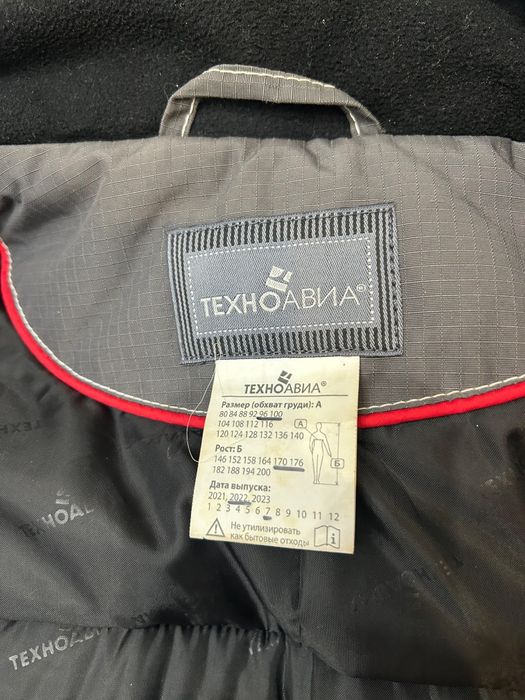 ТЕХНОАВИА®
ТЕХНОАВИА®
Размер (обхват груди): А
80 84 88 92 96 100
104 108 112 116
120 124 128 132 136 140
А
Рост: Б
146 152 158 164 170 176
182 188 194 200
Б
Дата выпуска:
2021, 2022, 2023
1 2 3 4 5 6 7 8 9 10 11 12
Не утилизировать
как бытовые отходы
i
ТЕХНОАВИА